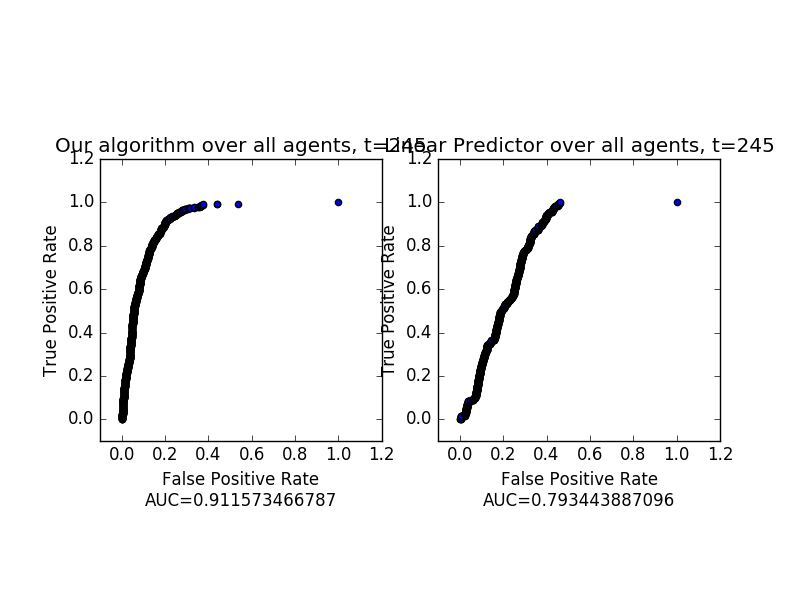 Our algorithm over all agents, t=245
Linear Predictor over all agents, t=245
1.2
1.0
0.8
0.6
0.4
0.2
0.0
True Positive Rate
0.0 0.2 0.4 0.6 0.8 1.0 1.2
False Positive Rate
AUC=0.911573466787
1.2
1.0
0.8
0.6
0.4
0.2
0.0
True Positive Rate
0.0 0.2 0.4 0.6 0.8 1.0 1.2
False Positive Rate
AUC=0.793443887096